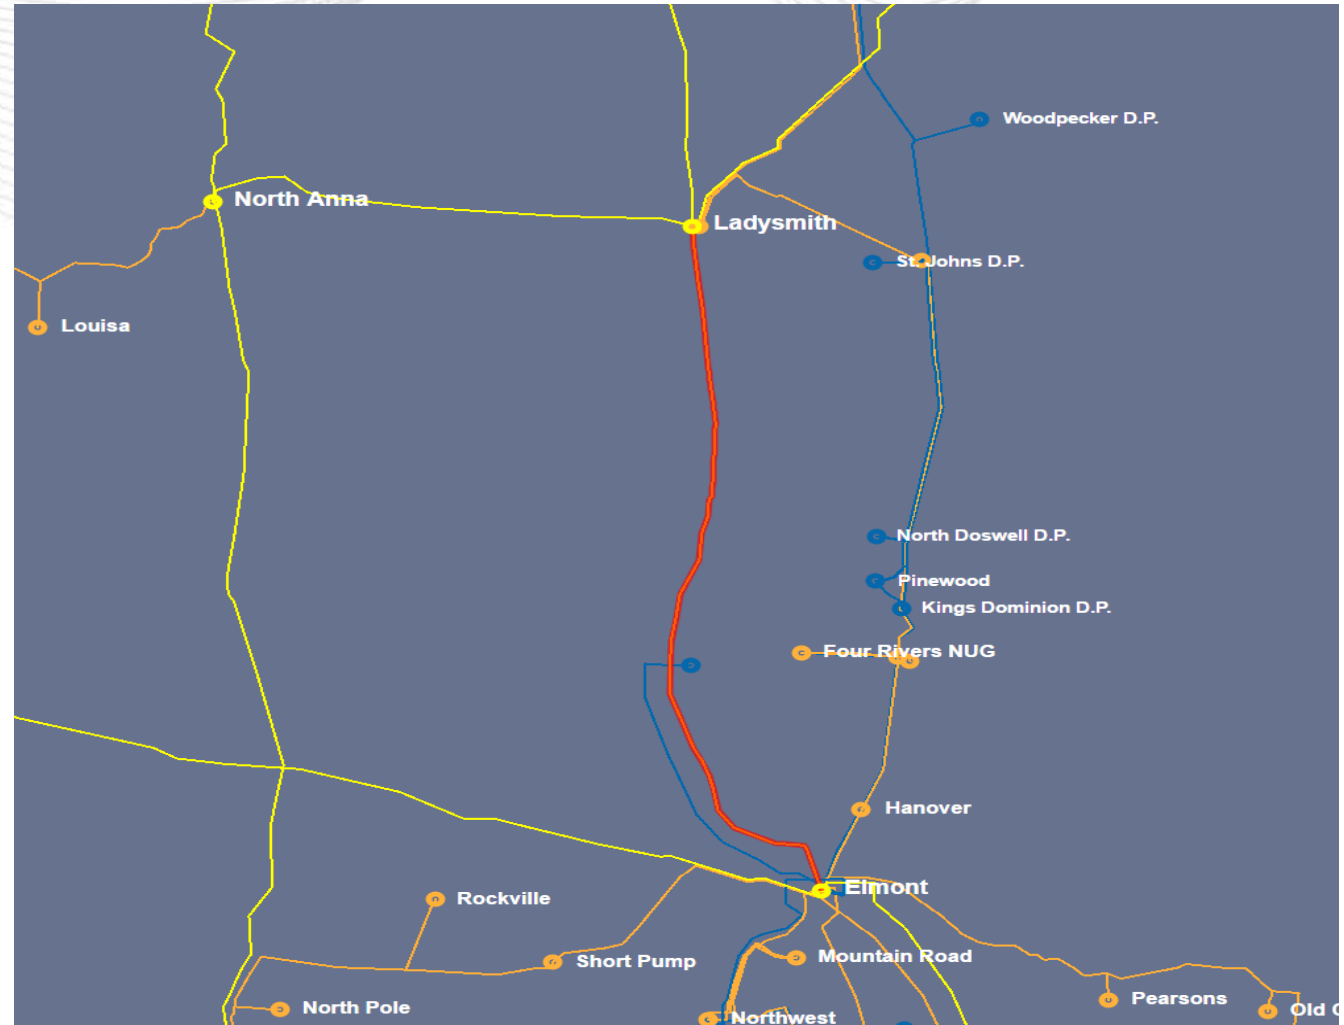 Woodpecker D.P.
North Anna
Ladysmith
St. Johns D.P.
Louisa
North Doswell D.P.
Pinewood
Kings Dominion D.P.
Four Rivers NUG
Hanover
Elmont
Rockville
Short Pump
Mountain Road
North Pole
Pearsons
Northwest
Old